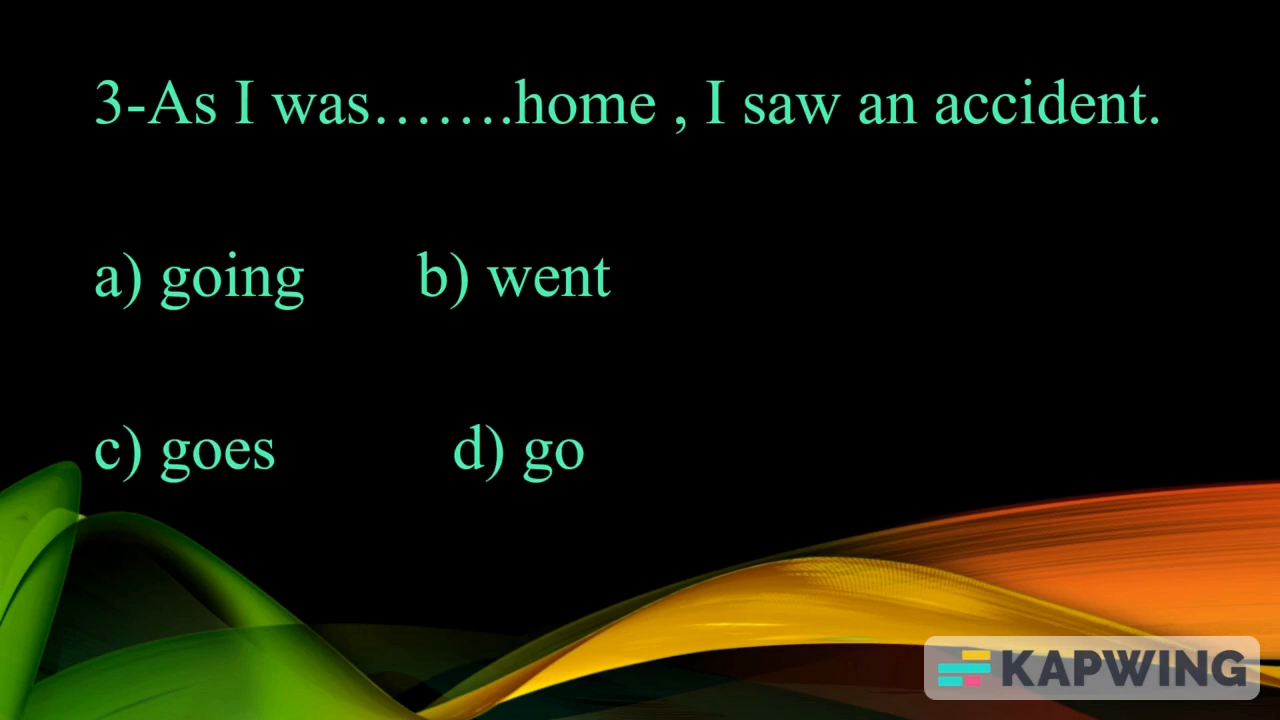 3-As I was…….home , I saw an accident.
a) going b) went
c) goes d) go
KAPWING